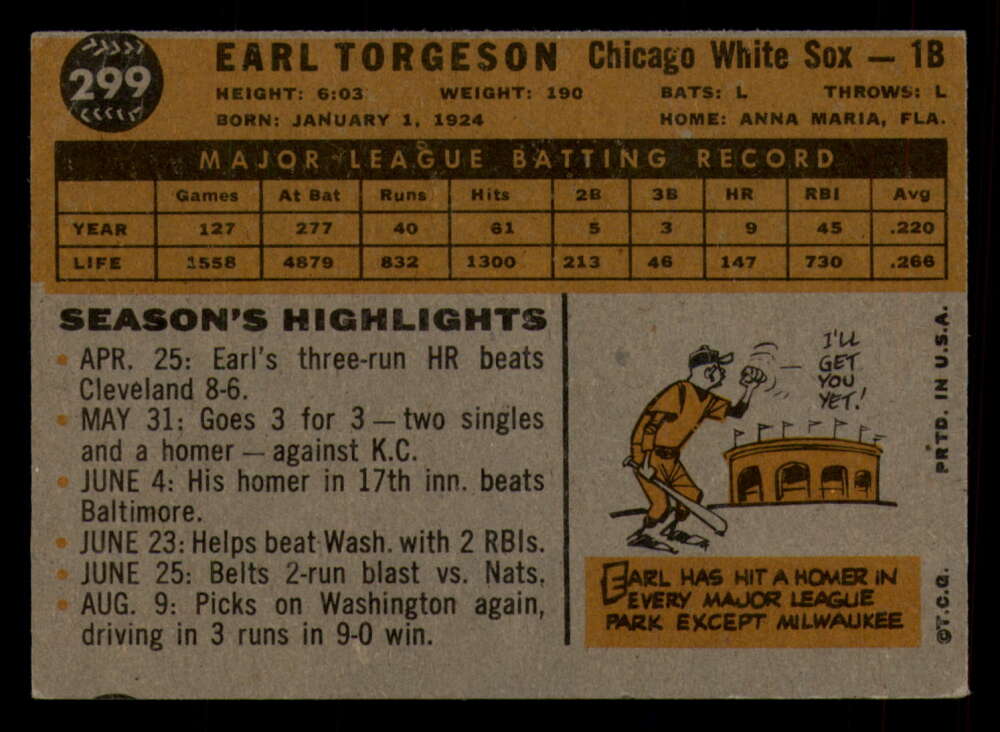 299
EARL TORGESON Chicago White Sox — 1B
HEIGHT: 6:03 WEIGHT: 190 BATS: L THROWS: L
BORN: JANUARY 1, 1924 HOME: ANNA MARIA, FLA.
MAJOR LEAGUE BATTING RECORD
Games At Bat Runs Hits 2B 3B HR RBI Avg
YEAR 127 277 40 61 5 3 9 45 .220
LIFE 1558 4879 832 1300 213 46 147 730 .266
SEASON'S HIGHLIGHTS
• APR. 25: Earl's three-run HR beats
Cleveland 8-6.
• MAY 31: Goes 3 for 3 — two singles
and a homer — against K.C.
• JUNE 4: His homer in 17th inn. beats
Baltimore.
• JUNE 23: Helps beat Wash. with 2 RBIs.
• JUNE 25: Belts 2-run blast vs. Nats.
• AUG. 9: Picks on Washington again,
driving in 3 runs in 9-0 win.
I'LL
GET
YOU
YET!
EARL HAS HIT A HOMER IN
EVERY MAJOR LEAGUE
PARK EXCEPT MILWAUKEE
©T.C.G. PRTD. IN U.S.A.